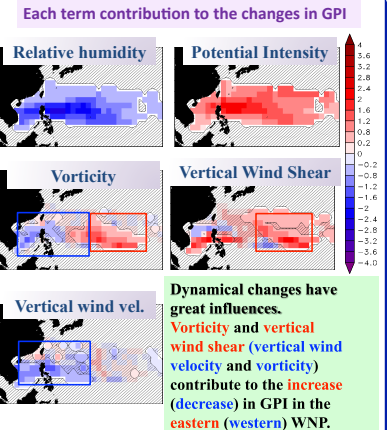 Each term contribution to the changes in GPI
Relative humidity
Potential Intensity
4
3.6
2.8
2.4
2
1.6
1.2
0.8
0.2
0
−0.2
−0.8
−1.2
−1.6
−2
−2.4
−2.8
−3.6
−4.0
Vorticity
Vertical Wind Shear
Vertical wind vel.
Dynamical changes have
great influences.
Vorticity and vertical
wind shear (vertical wind
velocity and vorticity)
contribute to the increase
(decrease) in GPI in the
eastern (western) WNP.